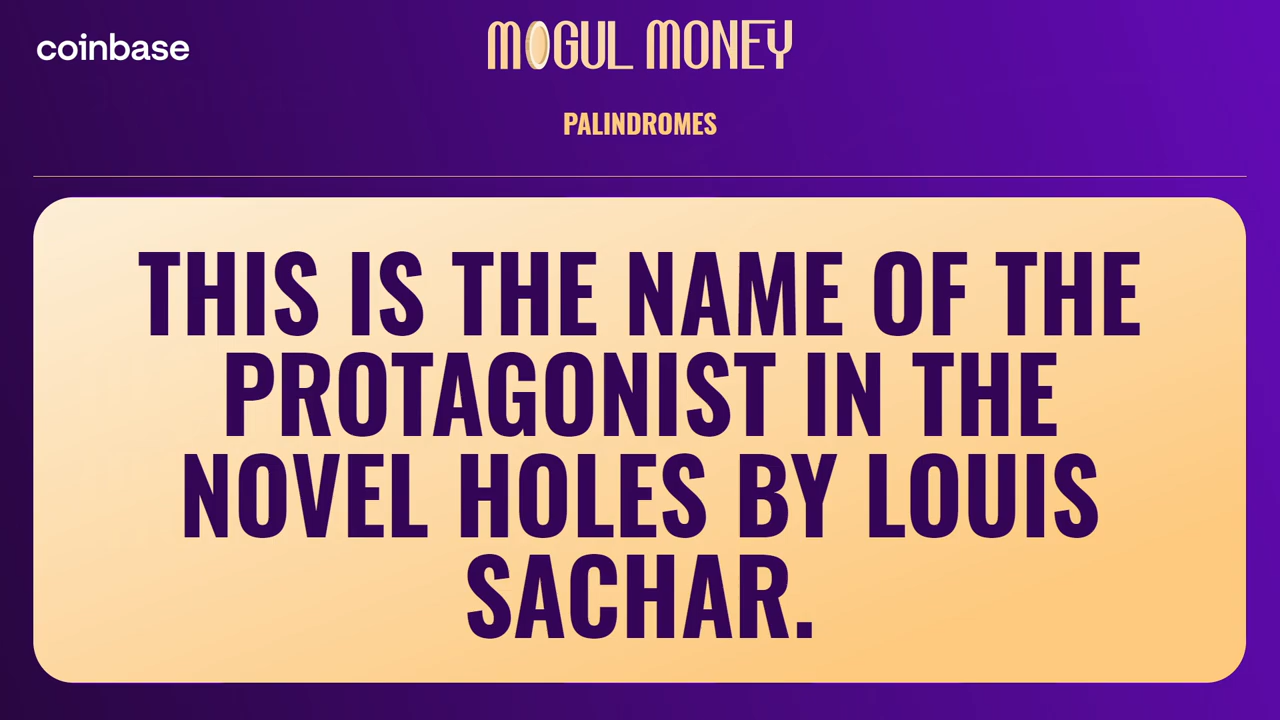 coinbase
MOGUL MONEY
PALINDROMES
THIS IS THE NAME OF THE
PROTAGONIST IN THE
NOVEL HOLES BY LOUIS
SACHAR.